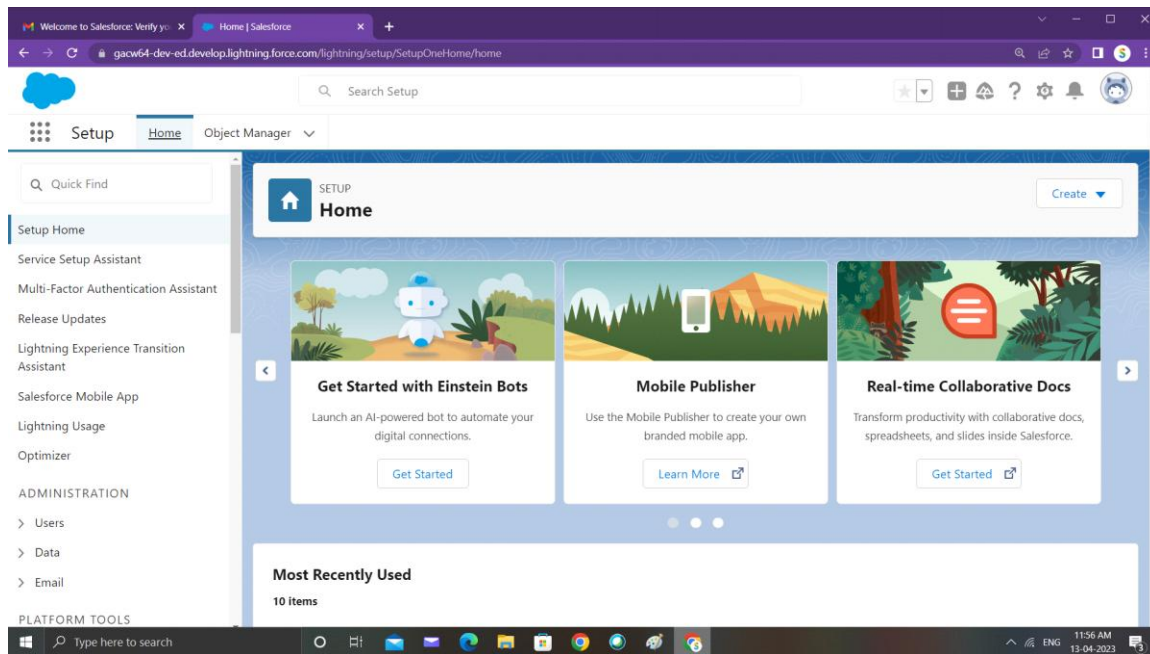 Welcome to Salesforce: Verify yo
Home | Salesforce
gacw64-dev-ed.develop.lightning.force.com/lightning/setup/SetupOneHome/home
Search Setup
Setup
Home
Object Manager
Quick Find
Setup Home
Service Setup Assistant
Multi-Factor Authentication Assistant
Release Updates
Lightning Experience Transition
Assistant
Salesforce Mobile App
Lightning Usage
Optimizer
ADMINISTRATION
Users
Data
Email
PLATFORM TOOLS
SETUP
Home
Create
Get Started with Einstein Bots
Launch an AI-powered bot to automate your
digital connections.
Get Started
Mobile Publisher
Use the Mobile Publisher to create your own
branded mobile app.
Learn More
Real-time Collaborative Docs
Transform productivity with collaborative docs,
spreadsheets, and slides inside Salesforce.
Get Started
Most Recently Used
10 items
Type here to search
ENG
11:56 AM
13-04-2023
3